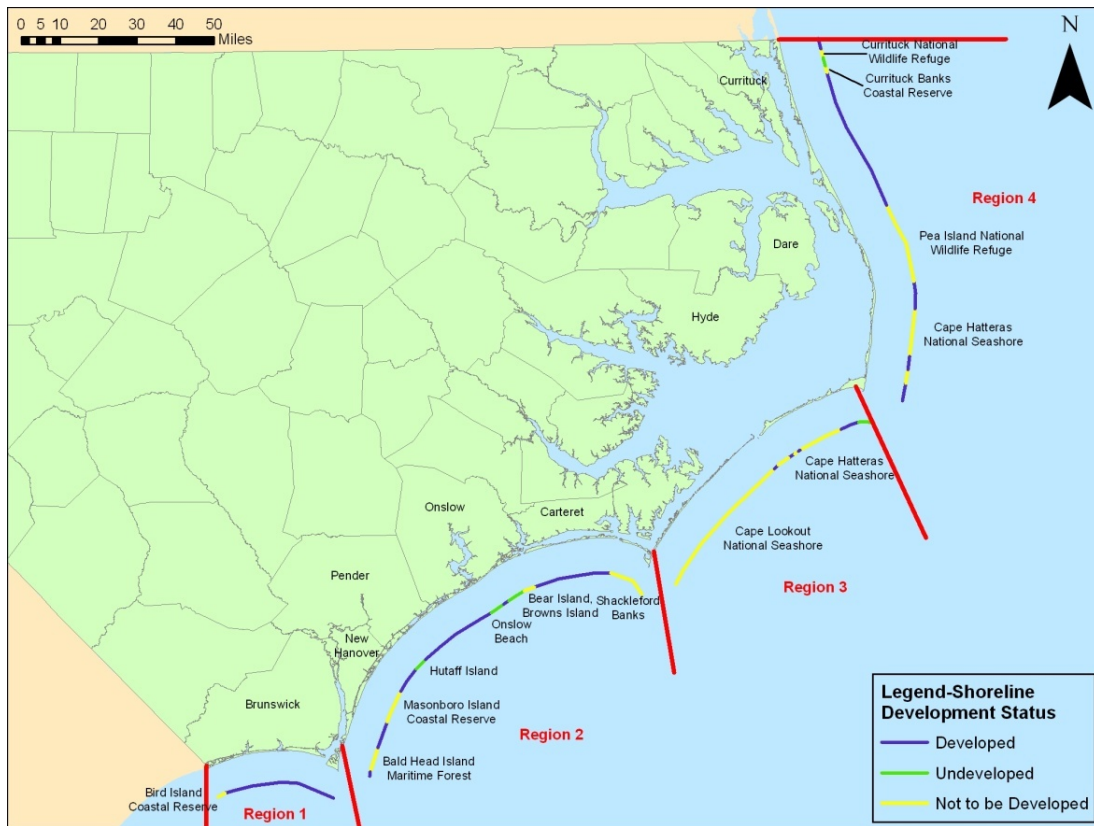 0 5 10 20 30 40 50
Miles
N
Currituck
Currituck National
Wildlife Refuge
Currituck Banks
Coastal Reserve
Region 4
Pea Island National
Wildlife Refuge
Dare
Hyde
Cape Hatteras
National Seashore
Cape Hatteras
National Seashore
Onslow
Carteret
Cape Lookout
National Seashore
Pender
Region 3
Bear Island,
Browns Island
Shackleford
Banks
Onslow
Beach
New
Hanover
Hutaff Island
Brunswick
Masonboro Island
Coastal Reserve
Region 2
Bald Head Island
Maritime Forest
Bird Island
Coastal Reserve
Region 1
Legend-Shoreline
Development Status
Developed
Undeveloped
Not to be Developed